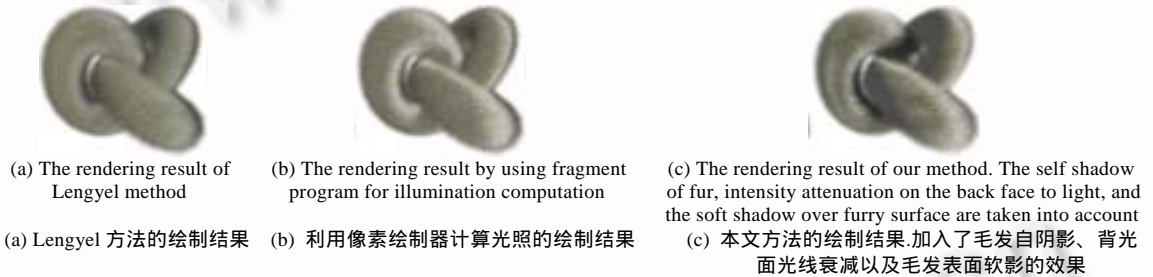 (a) The rendering result of
Lengyel method
(b) The rendering result by using fragment
program for illumination computation
(c) The rendering result of our method. The self shadow
of fur, intensity attenuation on the back face to light, and
the soft shadow over furry surface are taken into account
(a) Lengyel 方法的绘制结果
(b) 利用像素绘制器计算光照的绘制结果
(c) 本文方法的绘制结果.加入了毛发自阴影、背光
面光线衰减以及毛发表面软影的效果